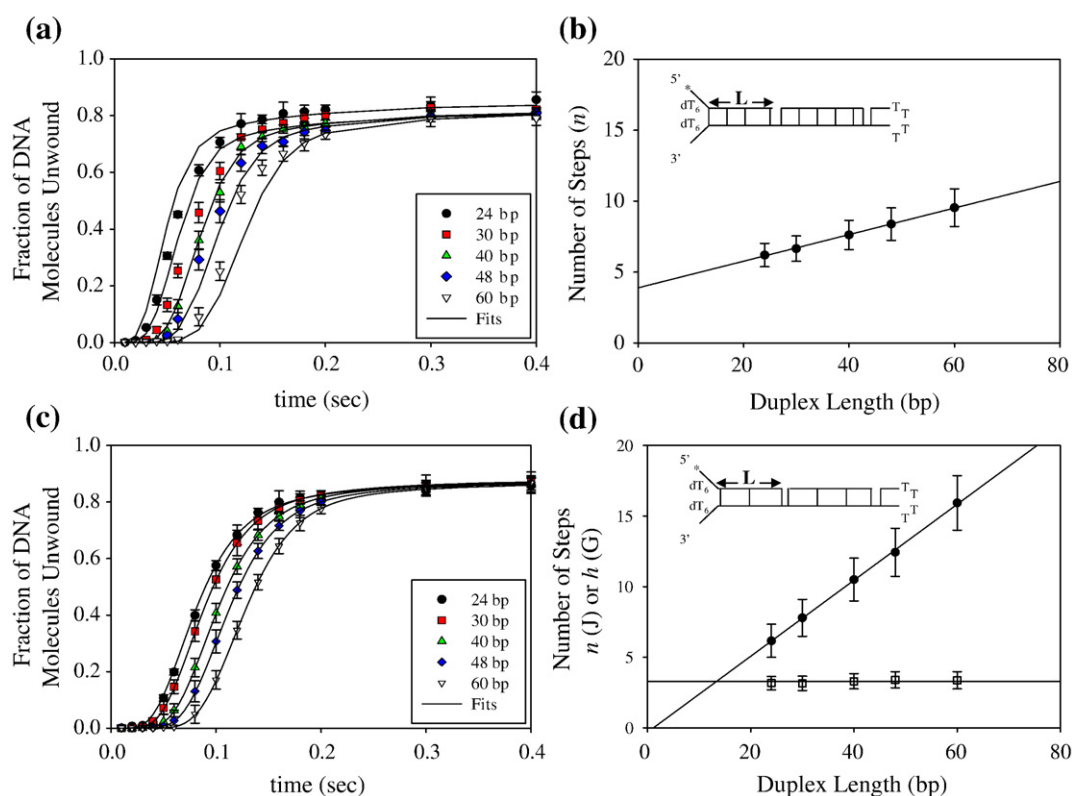 (a)
Fraction of DNA
Molecules Unwound
1.0
0.8
0.6
0.4
0.2
0.0
24 bp
30 bp
40 bp
48 bp
60 bp
Fits
0.0 0.1 0.2 0.3 0.4
time (sec)
(b)
Number of Steps (n)
20
15
10
5
0
5’
*
dT6
dT6
3’
L
T
T
T
T
0 20 40 60 80
Duplex Length (bp)
(c)
Fraction of DNA
Molecules Unwound
1.0
0.8
0.6
0.4
0.2
0.0
24 bp
30 bp
40 bp
48 bp
60 bp
Fits
0.0 0.1 0.2 0.3 0.4
time (sec)
(d)
Number of Steps
n (J) or h (G)
20
15
10
5
0
5’
*
dT6
dT6
3’
L
T
T
T
T
0 20 40 60 80
Duplex Length (bp)